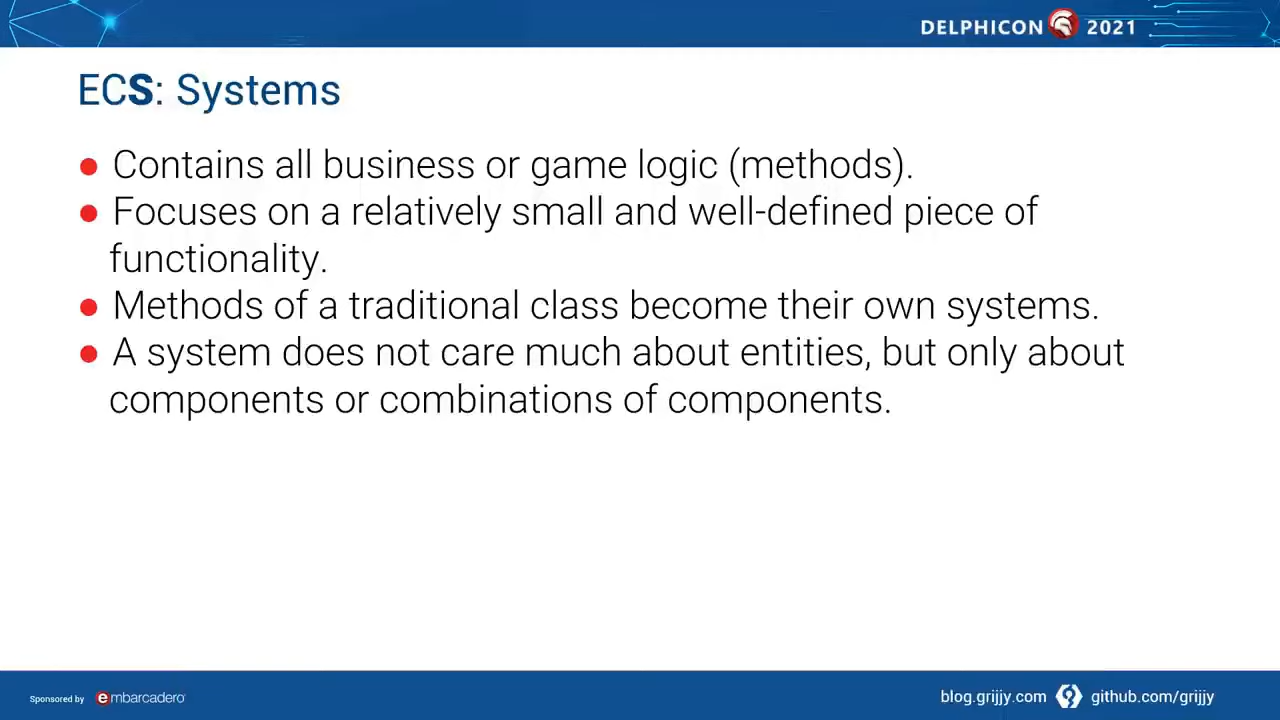 DELPHICON 2021
ECS: Systems
● Contains all business or game logic (methods).
● Focuses on a relatively small and well-defined piece of
functionality.
● Methods of a traditional class become their own systems.
● A system does not care much about entities, but only about
components or combinations of components.
Sponsored by embarcadero
blog.grijjy.com github.com/grijjy